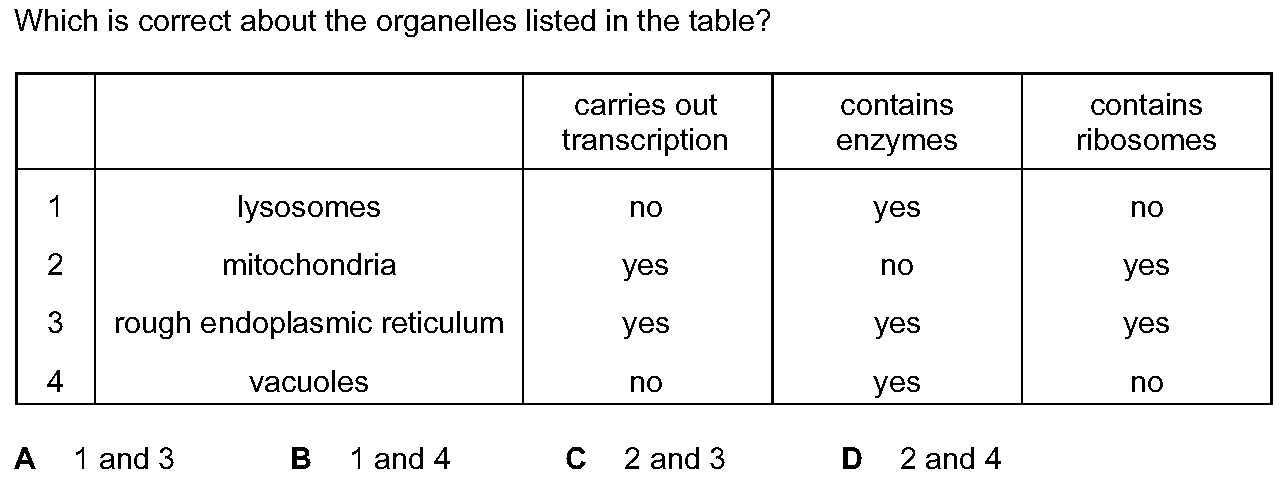 Which is correct about the organelles listed in the table?
carries out transcription contains enzymes contains ribosomes
1 lysosomes no yes no
2 mitochondria yes no yes
3 rough endoplasmic reticulum yes yes yes
4 vacuoles no yes no
A 1 and 3 B 1 and 4 C 2 and 3 D 2 and 4